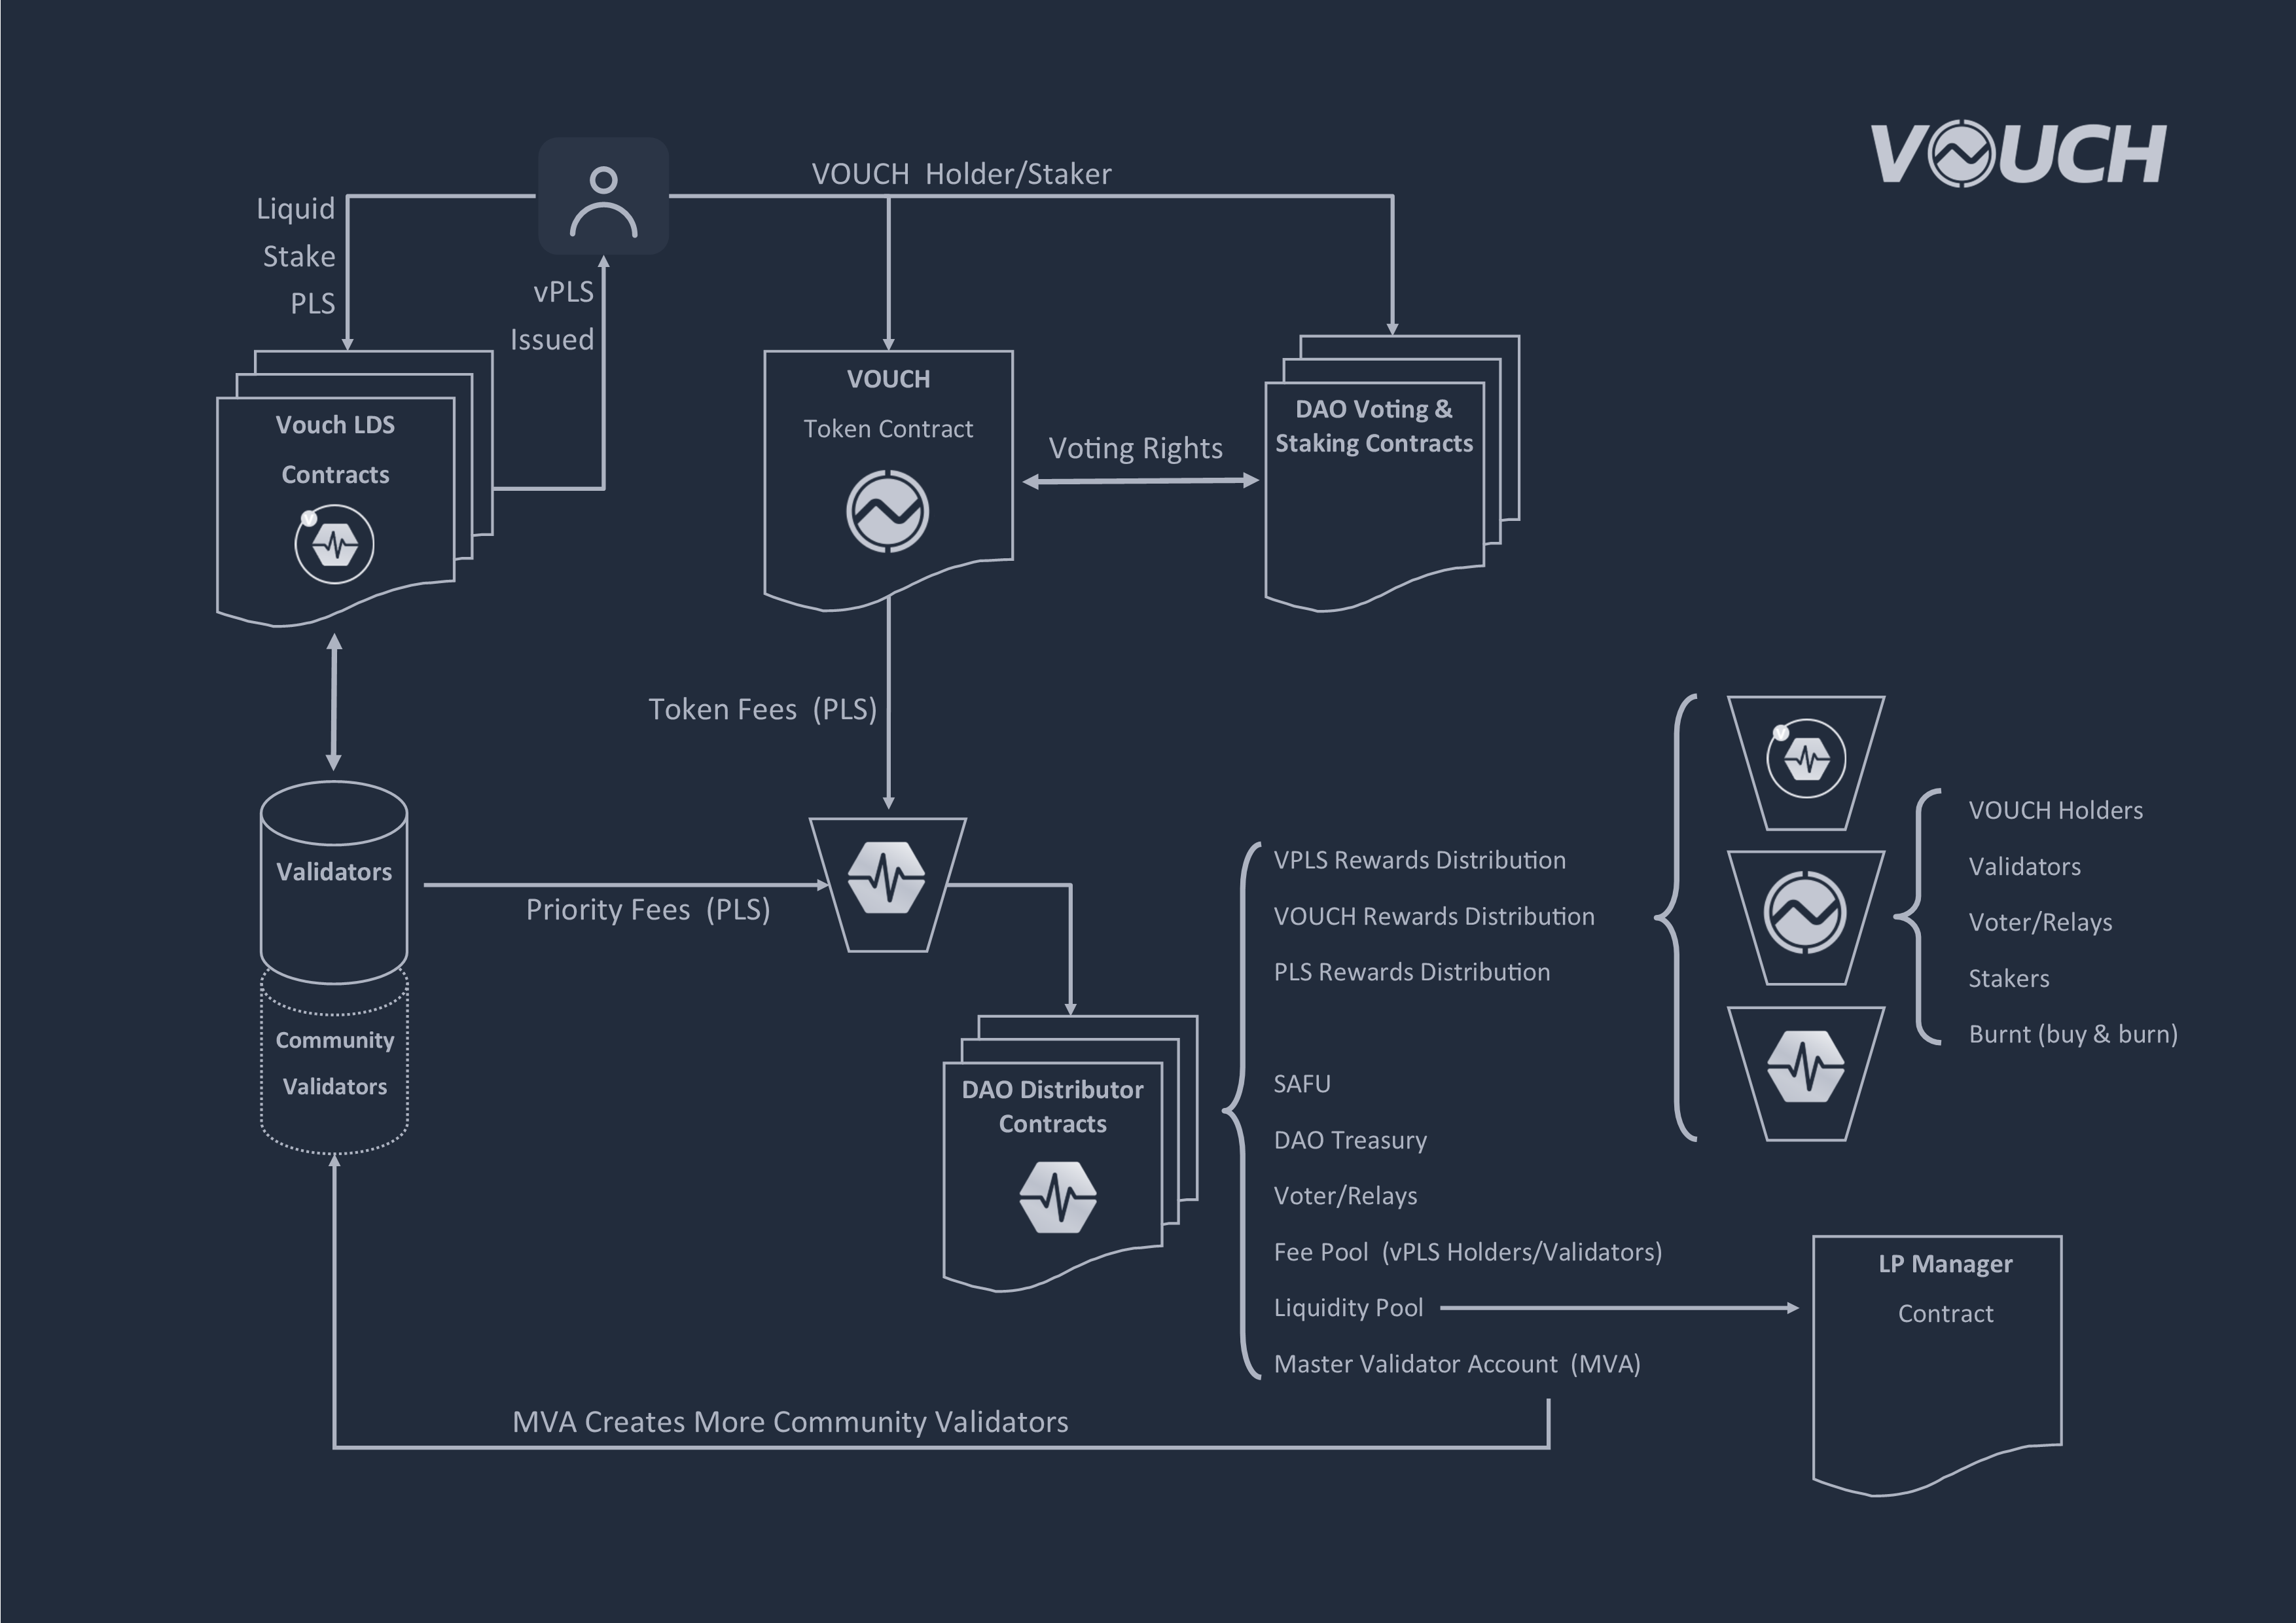 VOUCH
VOUCH Holder/Staker
Liquid
Stake
PLS
vPLS
Issued
Vouch LDS
Contracts
V
VOUCH
Token Contract
Voting Rights
DAO Voting &
Staking Contracts
Token Fees (PLS)
Validators
Priority Fees (PLS)
Community
Validators
DAO Distributor
Contracts
VPLS Rewards Distribution
VOUCH Rewards Distribution
PLS Rewards Distribution
SAFU
DAO Treasury
Voter/Relays
Fee Pool (vPLS Holders/Validators)
Liquidity Pool
Master Validator Account (MVA)
V
VOUCH Holders
Validators
Voter/Relays
Stakers
Burnt (buy & burn)
LP Manager
Contract
MVA Creates More Community Validators